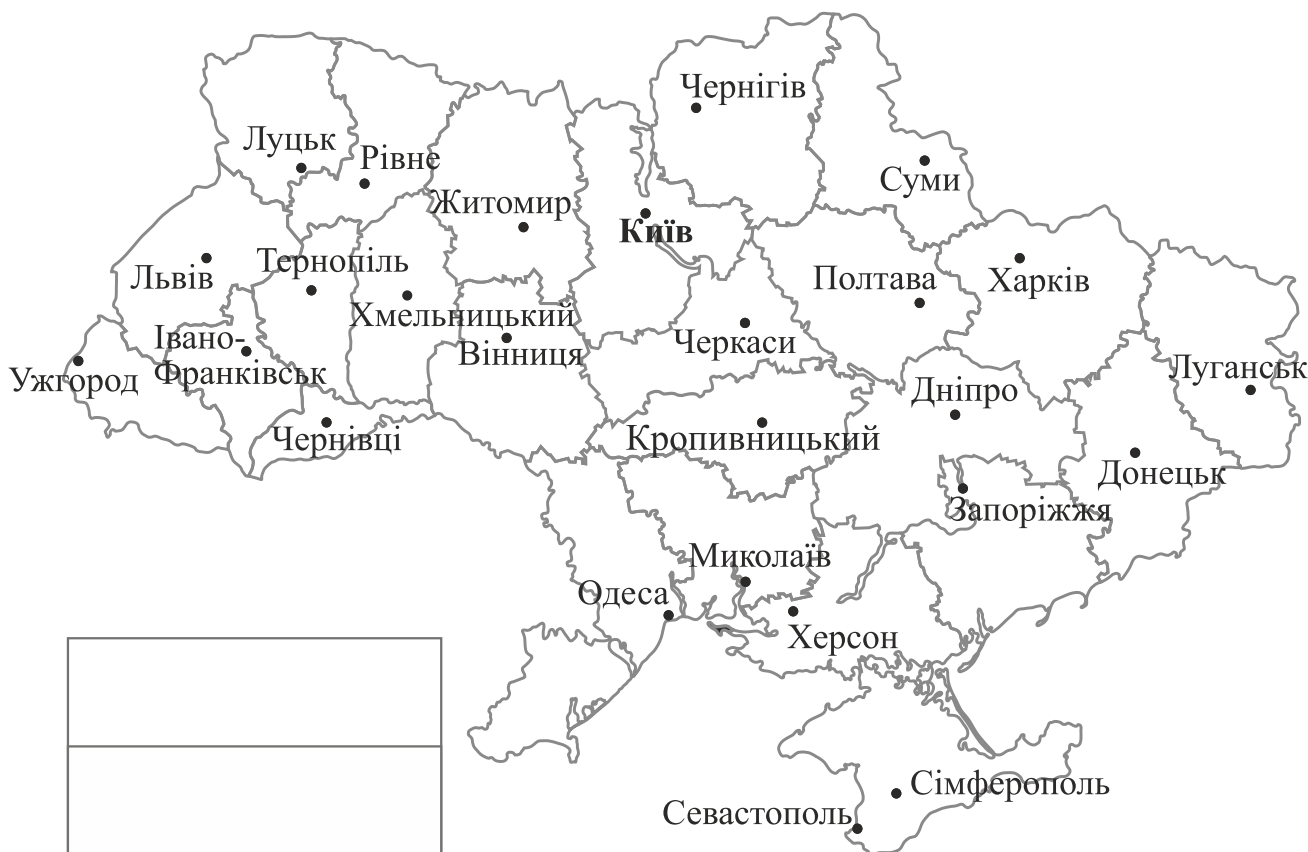 Чернігів
Луцьк
Рівне
Суми
Житомир
Київ
Львів
Тернопіль
Полтава
Харків
Хмельницький
Івано-
Франківськ
Вінниця
Черкаси
Ужгород
Луганськ
Дніпро
Чернівці
Кропивницький
Донецьк
Запоріжжя
Миколаїв
Одеса
Херсон
Сімферополь
Севастополь